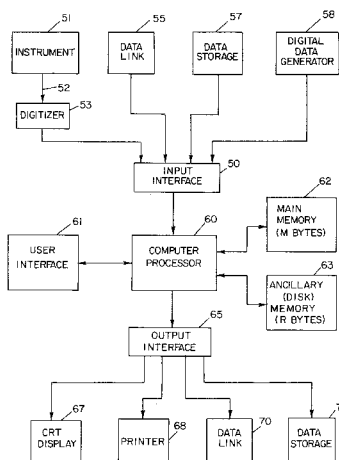 51
55
57
58
INSTRUMENT
DATA
LINK
DATA
STORAGE
DIGITAL
DATA
GENERATOR
52
53
DIGITIZER
INPUT
INTERFACE
50
62
61
60
MAIN
MEMORY
(M BYTES)
USER
INTERFACE
COMPUTER
PROCESSOR
63
ANCILLARY
(DISK)
MEMORY
(R BYTES)
65
OUTPUT
INTERFACE
67
68
70
CRT
DISPLAY
PRINTER
DATA
LINK
DATA
STORAGE